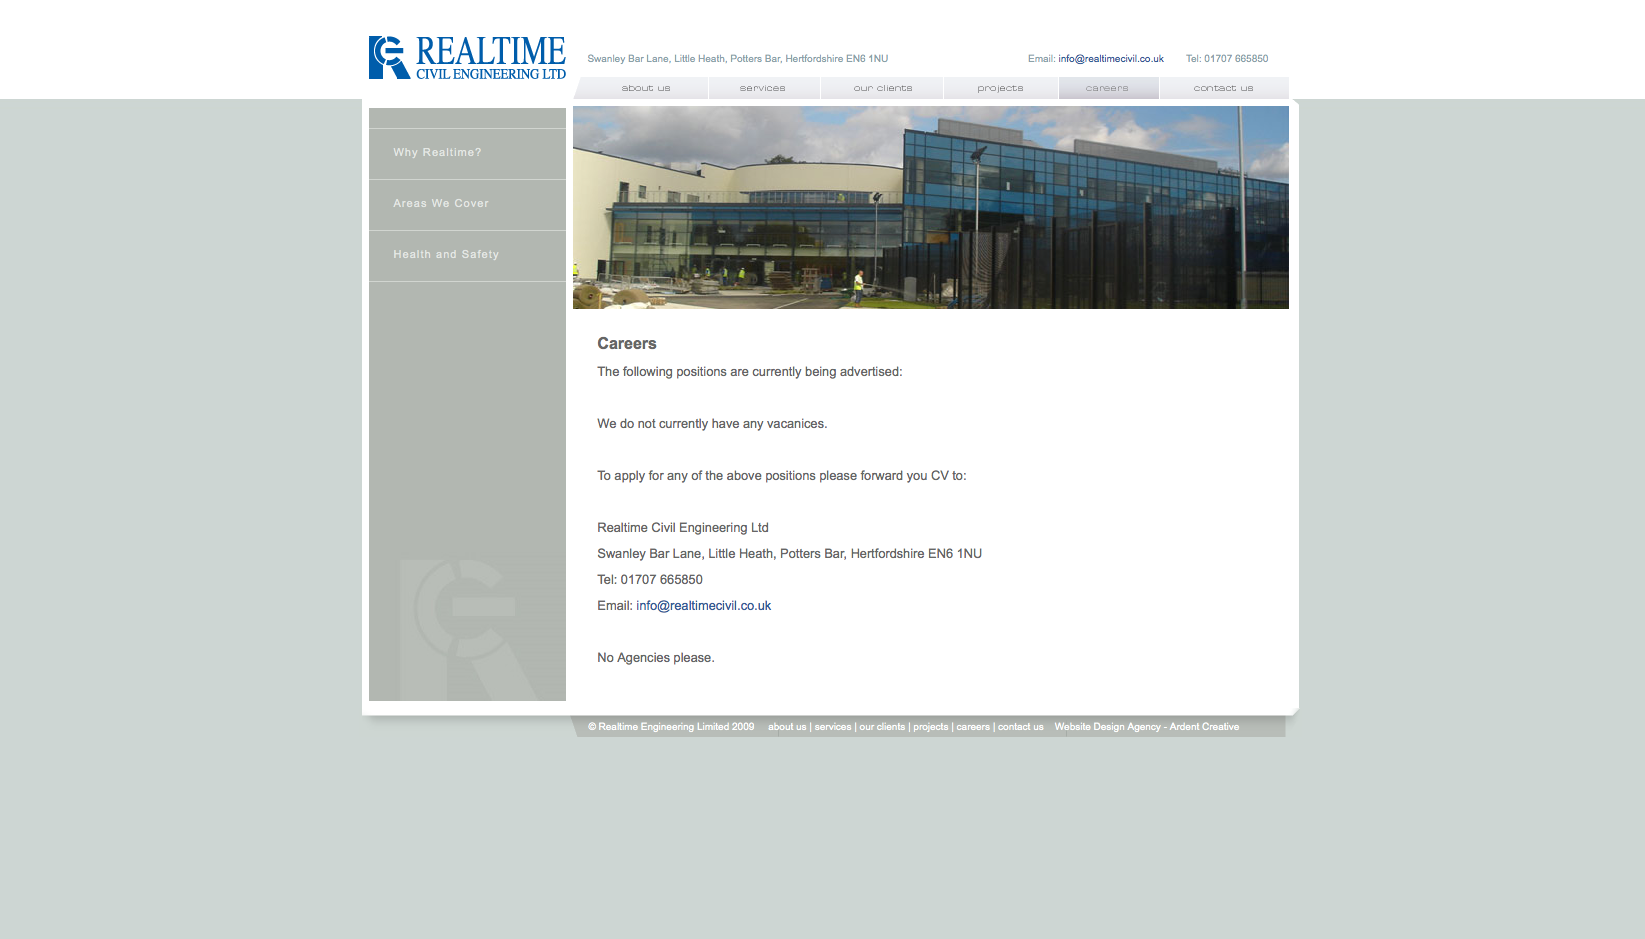 REALTIME
CIVIL ENGINEERING LTD
Swanley Bar Lane, Little Heath, Potters Bar, Hertfordshire EN6 1NU
Email: info@realtimecivil.co.uk Tel: 01707 665850
about us services our clients projects careers contact us
Why Realtime?
Areas We Cover
Health and Safety
Careers
The following positions are currently being advertised:
We do not currently have any vacanices.
To apply for any of the above positions please forward you CV to:
Realtime Civil Engineering Ltd
Swanley Bar Lane, Little Heath, Potters Bar, Hertfordshire EN6 1NU
Tel: 01707 665850
Email: info@realtimecivil.co.uk
No Agencies please.
© Realtime Engineering Limited 2009 about us | services | our clients | projects | careers | contact us Website Design Agency - Ardent Creative